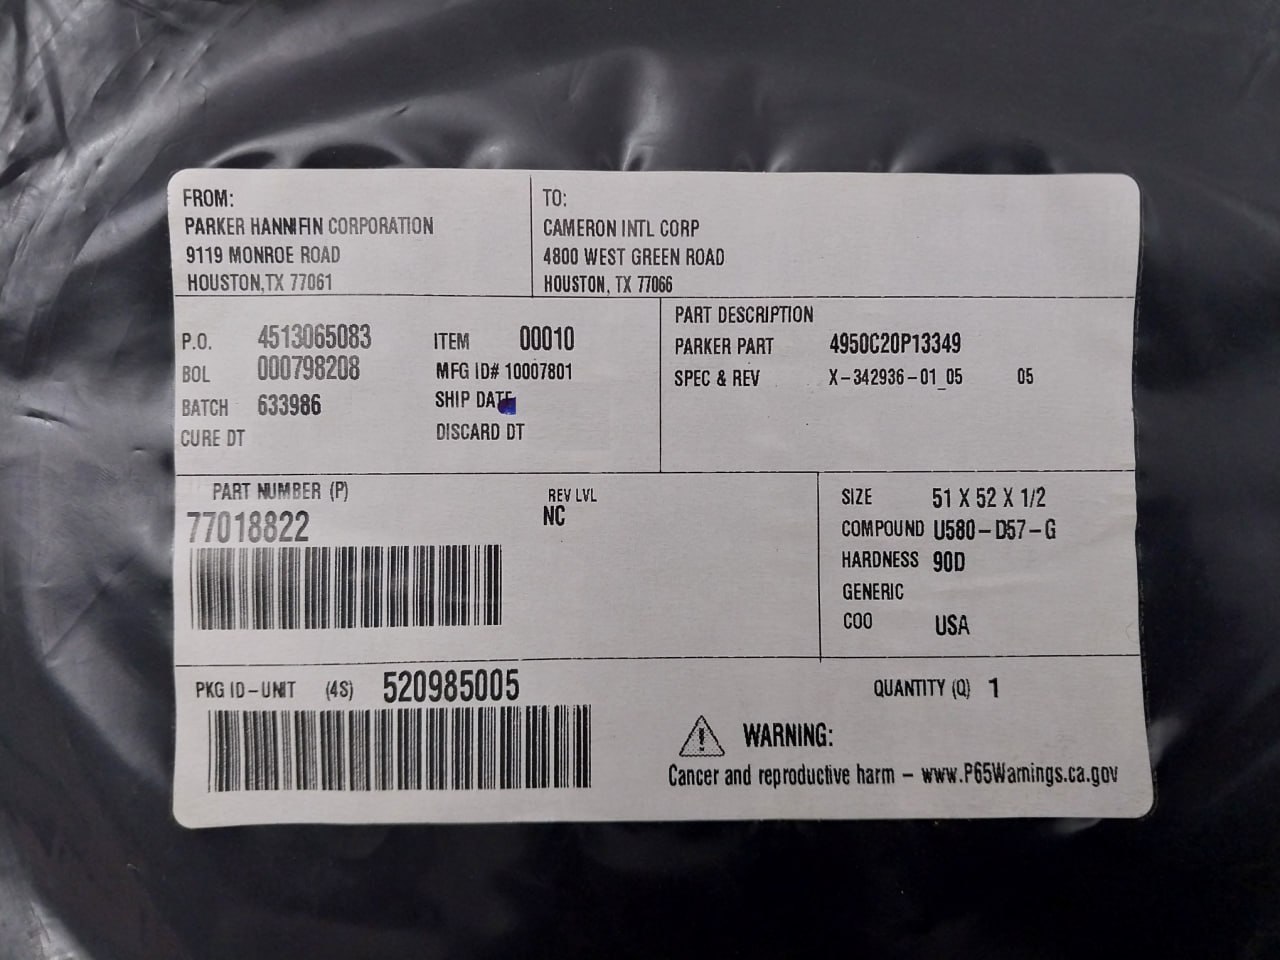 FROM:
PARKER HANNIFIN CORPORATION
9119 MONROE ROAD
HOUSTON,TX 77061
TO:
CAMERON INTL CORP
4800 WEST GREEN ROAD
HOUSTON, TX 77066
P.O. 4513065083 ITEM 00010
BOL 000798208 MFG ID# 10007801
BATCH 633986 SHIP DATE
CURE DT DISCARD DT
PART DESCRIPTION
PARKER PART 4950C20P13349
SPEC & REV X-342936-01_05 05
PART NUMBER (P) REV LVL
77018822 NC
SIZE 51 X 52 X 1/2
COMPOUND U580-D57-G
HARDNESS 90D
GENERIC
COO USA
PKG ID-UNIT (4S) 520985005
QUANTITY (Q) 1
WARNING:
Cancer and reproductive harm - www.P65Warnings.ca.gov